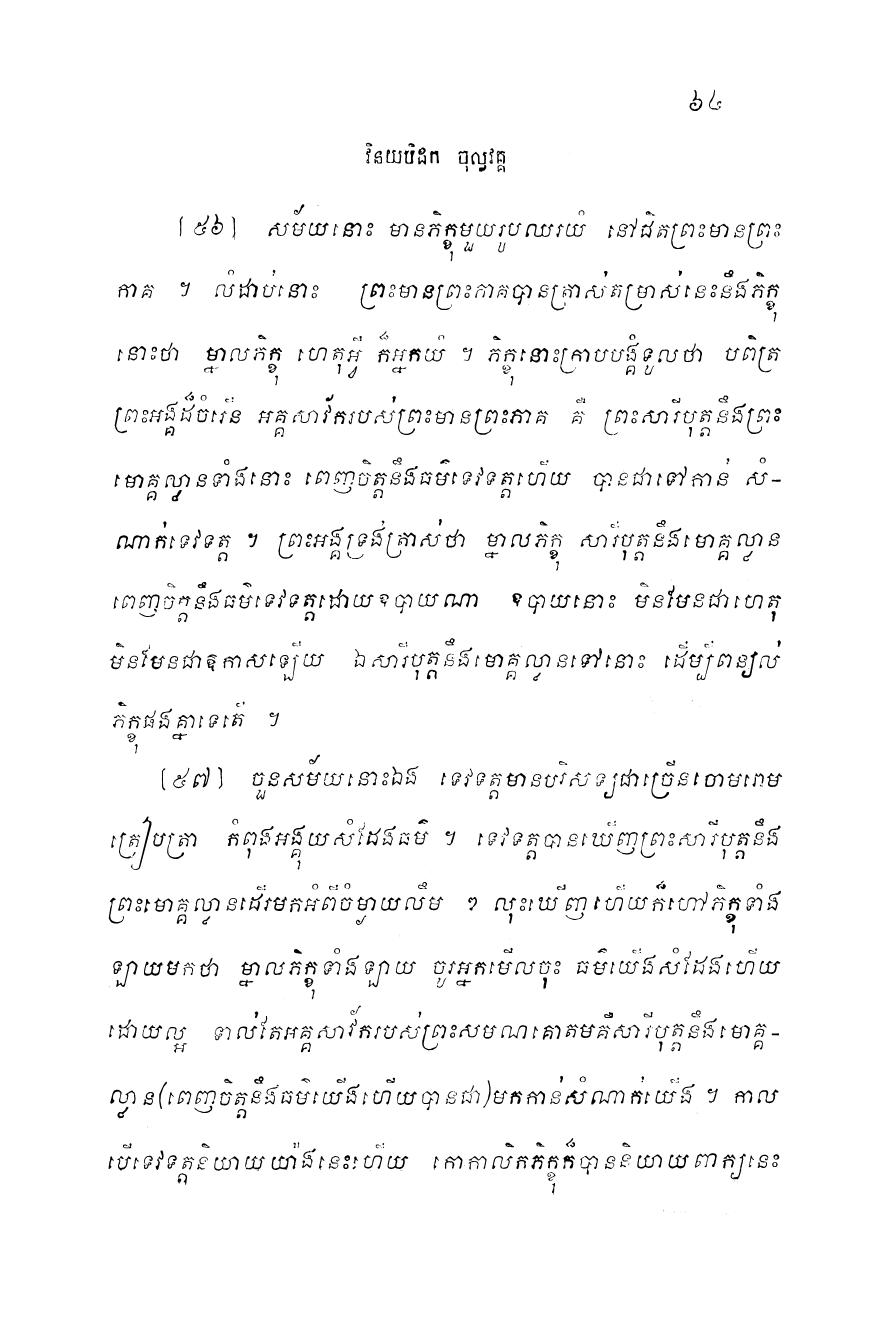 ៦៤
វិនយបិដក ចុល្លវគ្គ
[៥៦] សម័យនោះ មានភិក្ខុមួយរូបឈរយំ នៅជិតព្រះមានព្រះ
ភាគ ។ លំដាប់នោះ ព្រះមានព្រះភាគបានត្រាស់តម្រាស់នេះនឹងភិក្ខុ
នោះថា ម្នាលភិក្ខុ ហេតុអ្វី ក៏អ្នកយំ ។ ភិក្ខុនោះក្រាបបង្គំទូលថា បពិត្រ
ព្រះអង្គដ៏ចំរើន អគ្គសាវ័ករបស់ព្រះមានព្រះភាគ គឺ ព្រះសារីបុត្តនឹងព្រះ
មោគ្គល្លានទាំងនោះ ពេញចិត្តនឹងធម៌ទេវទត្តហើយ បានជាទៅកាន់ សំ-
ណាក់ទេវទត្ត ។ ព្រះអង្គទ្រង់ត្រាស់ថា ម្នាលភិក្ខុ សារីបុត្តនឹងមោគ្គល្លាន
ពេញចិត្តនឹងធម៌ទេវទត្តដោយឧបាយណា ឧបាយនោះ មិនមែនជាហេតុ
មិនមែនជាឱកាសឡើយ ឯសារីបុត្តនឹងមោគ្គល្លានទៅនោះ ដើម្បីពន្យល់
ភិក្ខុផងគ្នាទេតើ ។
[៥៧] ចួនសម័យនោះឯង ទេវទត្តមានបរិសទ្យជាច្រើនចោមរោម
ត្រៀបត្រា កំពុងអង្គុយសំដែងធម៌ ។ ទេវទត្តបានឃើញព្រះសារីបុត្តនឹង
ព្រះមោគ្គល្លានដើរមកអំពីចំម្ងាយលឹម ៗ លុះឃើញហើយក៏ហៅភិក្ខុទាំង
ឡាយមកថា ម្នាលភិក្ខុទាំងឡាយ ចូរអ្នកមើលចុះ ធម៌យើងសំដែងហើយ
ដោយល្អ ទាល់តែអគ្គសាវ័ករបស់ព្រះសមណគោតមគឺសារីបុត្តនឹងមោគ្គ-
ល្លាន(ពេញចិត្តនឹងធម៌យើងហើយបានជា)មកកាន់សំណាក់យើង ។ កាល
បើទេវទត្តនិយាយយ៉ាងនេះហើយ កោកាលិកភិក្ខុក៏បាននិយាយពាក្យនេះ